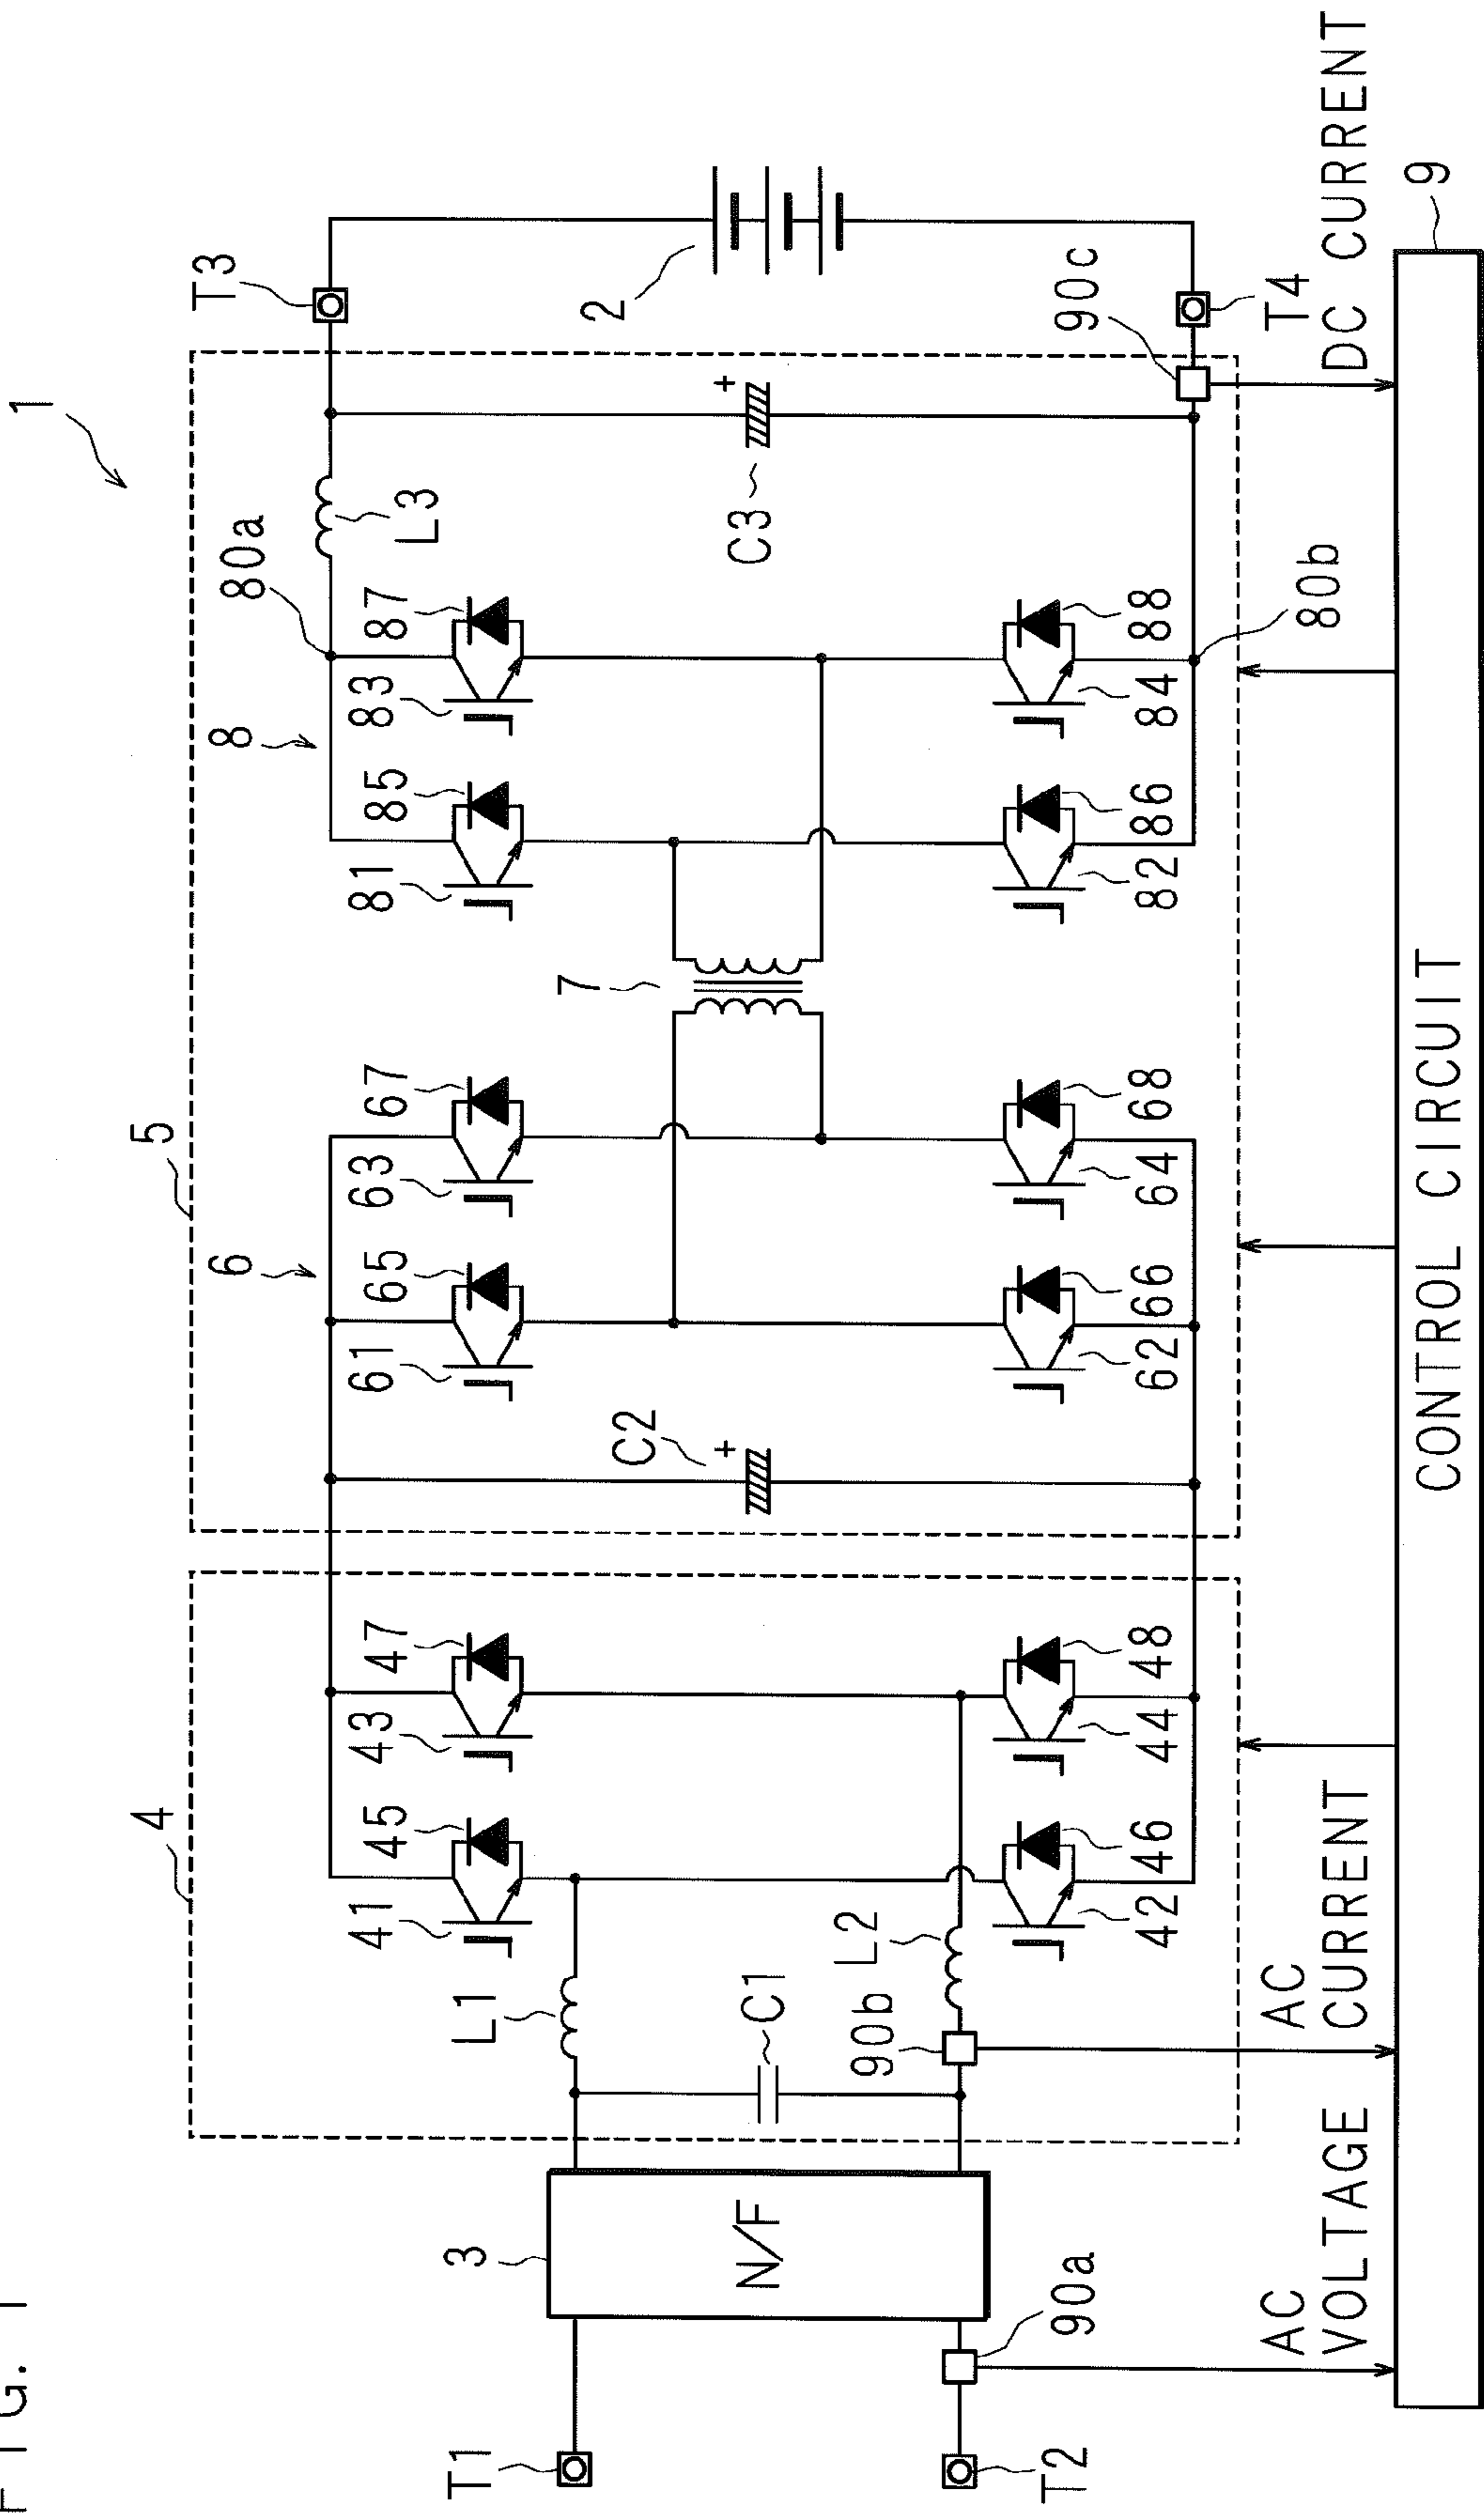 FIG. 1
1
5
4
T3
80a
8
6
L3
87
83
85
81
67
63
65
61
47
43
45
41
2
C3
7
C2
L1
3
T1
C1
N/F
L2
90b
90c
88
84
86
82
68
64
66
62
48
44
46
42
90a
T2
T4
80b
DC CURRENT
AC
CURRENT
AC
VOLTAGE
9
CONTROL CIRCUIT